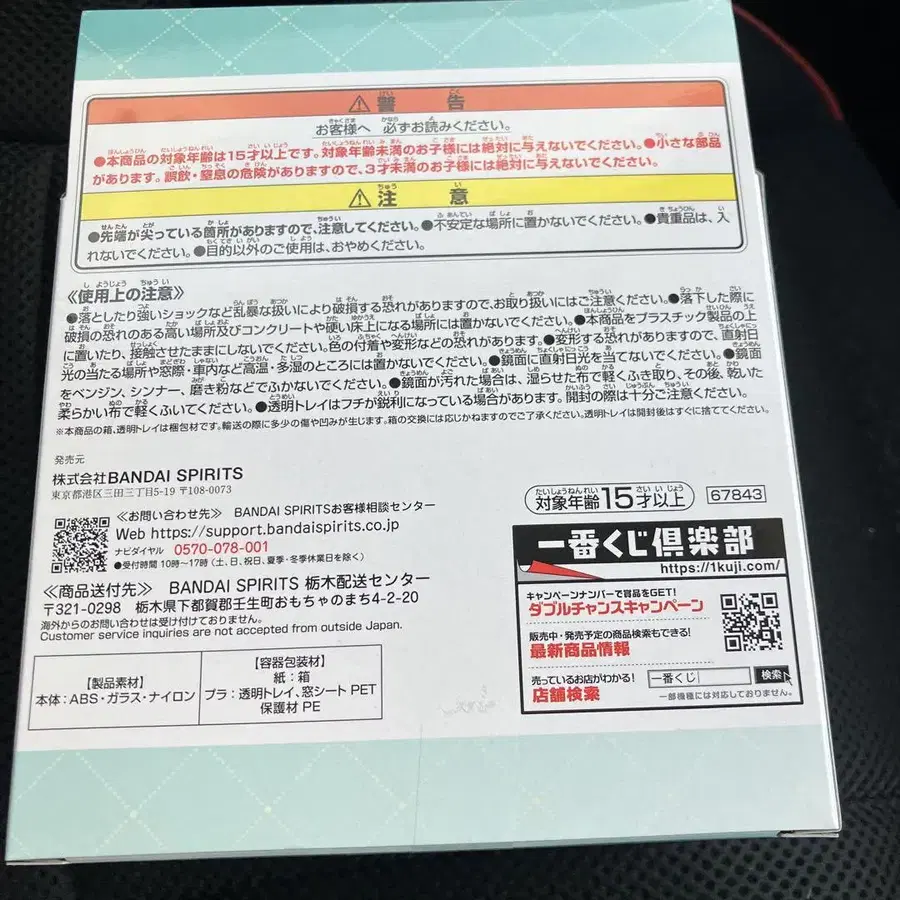 ⚠警告
お客様へ 必ずお読みください。
●本商品の対象年齢は15才以上です。対象年齢未満のお子様には絶対に与えないでください。●小さな部品
があります。誤飲・窒息の危険がありますので、3才未満のお子様には絶対に与えないでください。
⚠注意
●先端が尖っている箇所がありますので、注意してください。●不安定な場所に置かないでください。●貴重品は、入
れないでください。●目的以外のご使用は、おやめください。
《使用上の注意》
●落としたり強いショックなど乱暴な扱いにより破損する恐れがありますので、お取り扱いにはご注意ください。●落下した際に
破損の恐れのある高い場所及びコンクリートや硬い床上になる場所には置かないでください。●本商品をプラスチック製品の上
に置いたり、接触させたままにしないでください。色の付着や変形などの恐れがあります。●変形する恐れがありますので、直射日
光の当たる場所や窓際・車内など高温・多湿のところには置かないでください。●鏡面に直射日光を当てないでください。●鏡面
をベンジン、シンナー、磨き粉などでふかないでください。●鏡面が汚れた場合は、湿らせた布で軽くふき取り、その後、乾いた
柔らかい布で軽くふいてください。●透明トレイはフチが鋭利になっている場合があります。開封の際は十分ご注意ください。
※本商品の箱、透明トレイは梱包材です。輸送の際に多少の傷や凹みが生じます。箱の交換には応じかねますのでご了承ください。透明トレイは開封後はすぐに捨ててください。
発売元
株式会社BANDAI SPIRITS
東京都港区三田三丁目5-19 〒108-0073
≪お問い合わせ先≫ BANDAI SPIRITSお客様相談センター
Web https://support.bandaispirits.co.jp
ナビダイヤル 0570-078-001
●受付時間 10時〜17時(土、日、祝日、夏季・冬季休業日を除く)
≪商品送付先≫ BANDAI SPIRITS 栃木配送センター
〒321-0298 栃木県下都賀郡壬生町おもちゃのまち4-2-20
海外からのお問い合わせは受け付けておりません。
Customer service inquiries are not accepted from outside Japan.
【製品素材】
本体:ABS・ガラス・ナイロン
【容器包装材】
紙:箱
プラ:透明トレイ、窓シート PET
保護材 PE
対象年齢15才以上
67843
一番くじ倶楽部
https://1kuji.com/
キャンペーンナンバーで賞品をGET!
ダブルチャンスキャンペーン
販売中・発売予定の商品検索もできる!
最新商品情報
売っているお店がわかる!
店舗検索
一番くじ 検索
一部機種には対応しておりません。